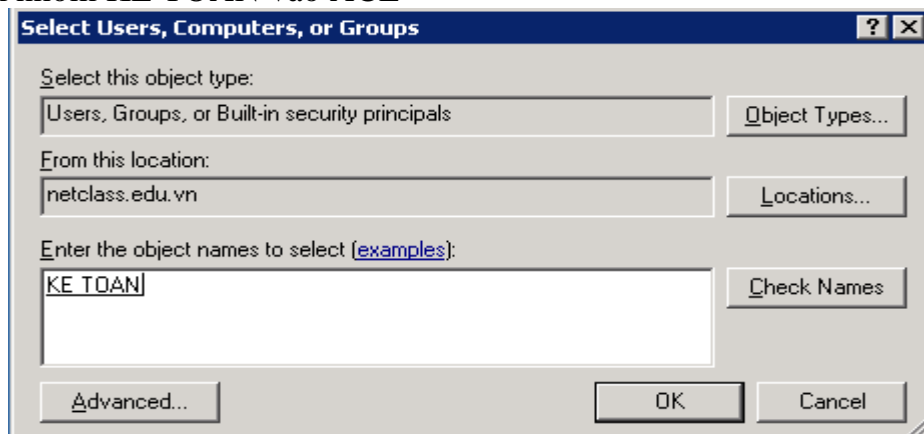 Select Users, Computers, or Groups
Select this object type:
Users, Groups, or Built-in security principals
Object Types...
From this location:
netclass.edu.vn
Locations...
Enter the object names to select (examples):
KE TOAN
Check Names
Advanced...
OK
Cancel